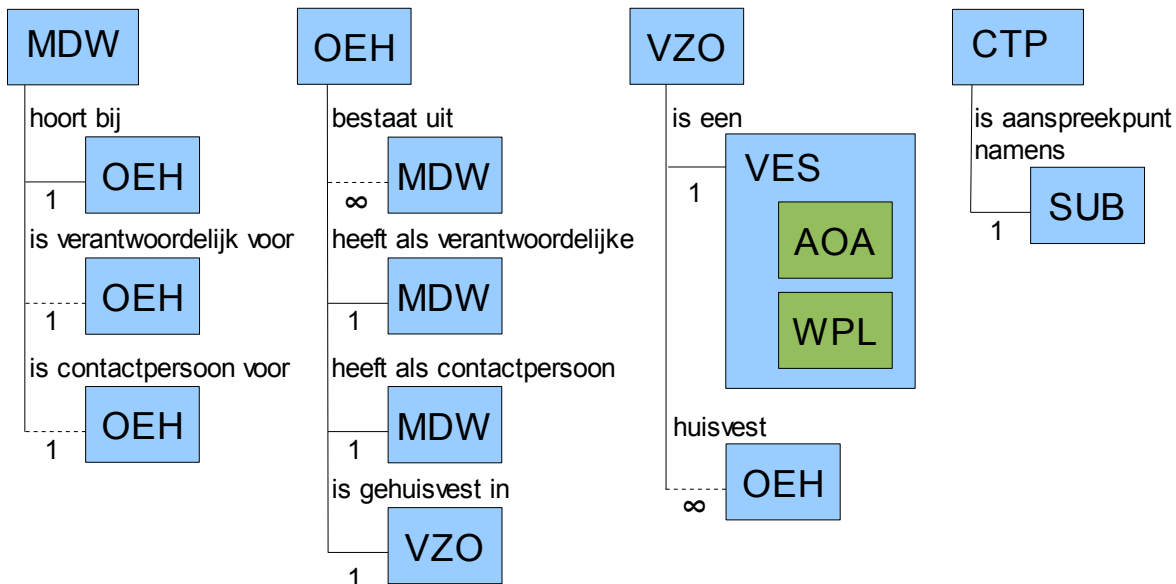 MDW
hoort bij
OEH
1
is verantwoordelijk voor
OEH
1
is contactpersoon voor
OEH
1
OEH
bestaat uit
MDW
∞
heeft als verantwoordelijke
MDW
1
heeft als contactpersoon
MDW
1
is gehuisvest in
VZO
1
VZO
is een
VES
1
AOA
WPL
huisvest
OEH
∞
CTP
is aanspreekpunt
namens
SUB
1